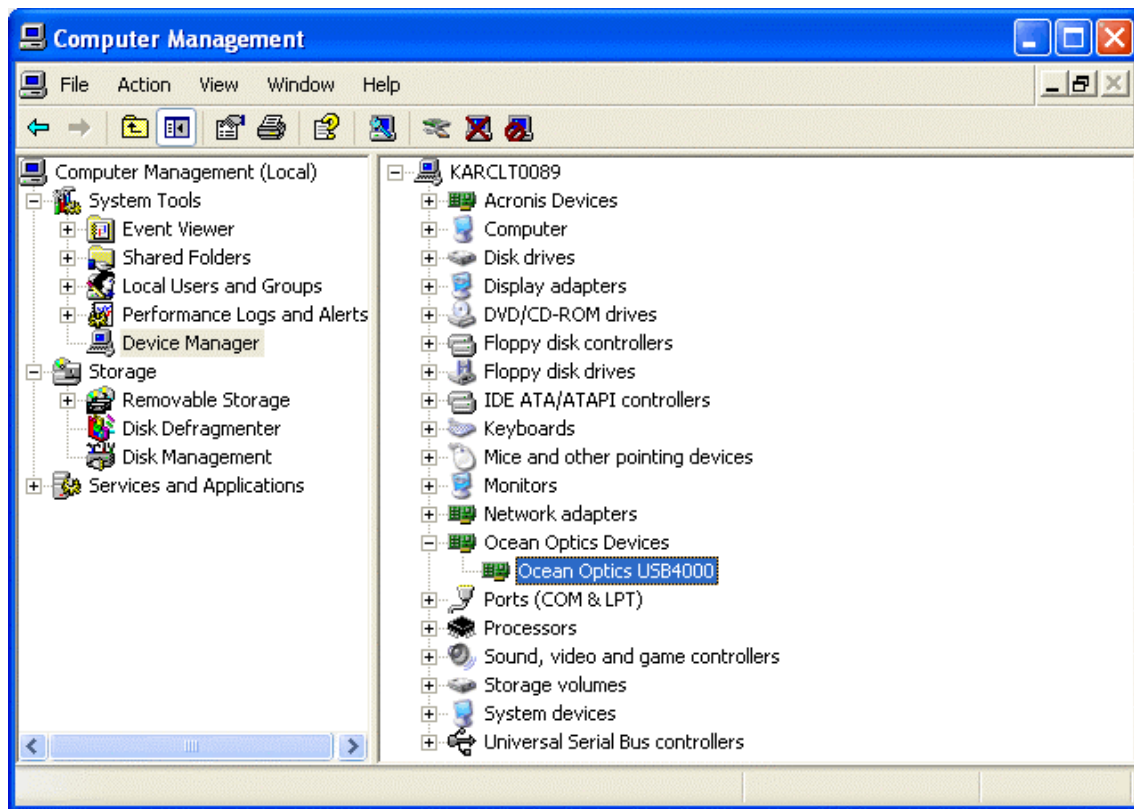 Computer Management
File Action View Window Help
Computer Management (Local)
System Tools
Event Viewer
Shared Folders
Local Users and Groups
Performance Logs and Alerts
Device Manager
Storage
Removable Storage
Disk Defragmenter
Disk Management
Services and Applications
KARCLT0089
Acronis Devices
Computer
Disk drives
Display adapters
DVD/CD-ROM drives
Floppy disk controllers
Floppy disk drives
IDE ATA/ATAPI controllers
Keyboards
Mice and other pointing devices
Monitors
Network adapters
Ocean Optics Devices
Ocean Optics USB4000
Ports (COM & LPT)
Processors
Sound, video and game controllers
Storage volumes
System devices
Universal Serial Bus controllers